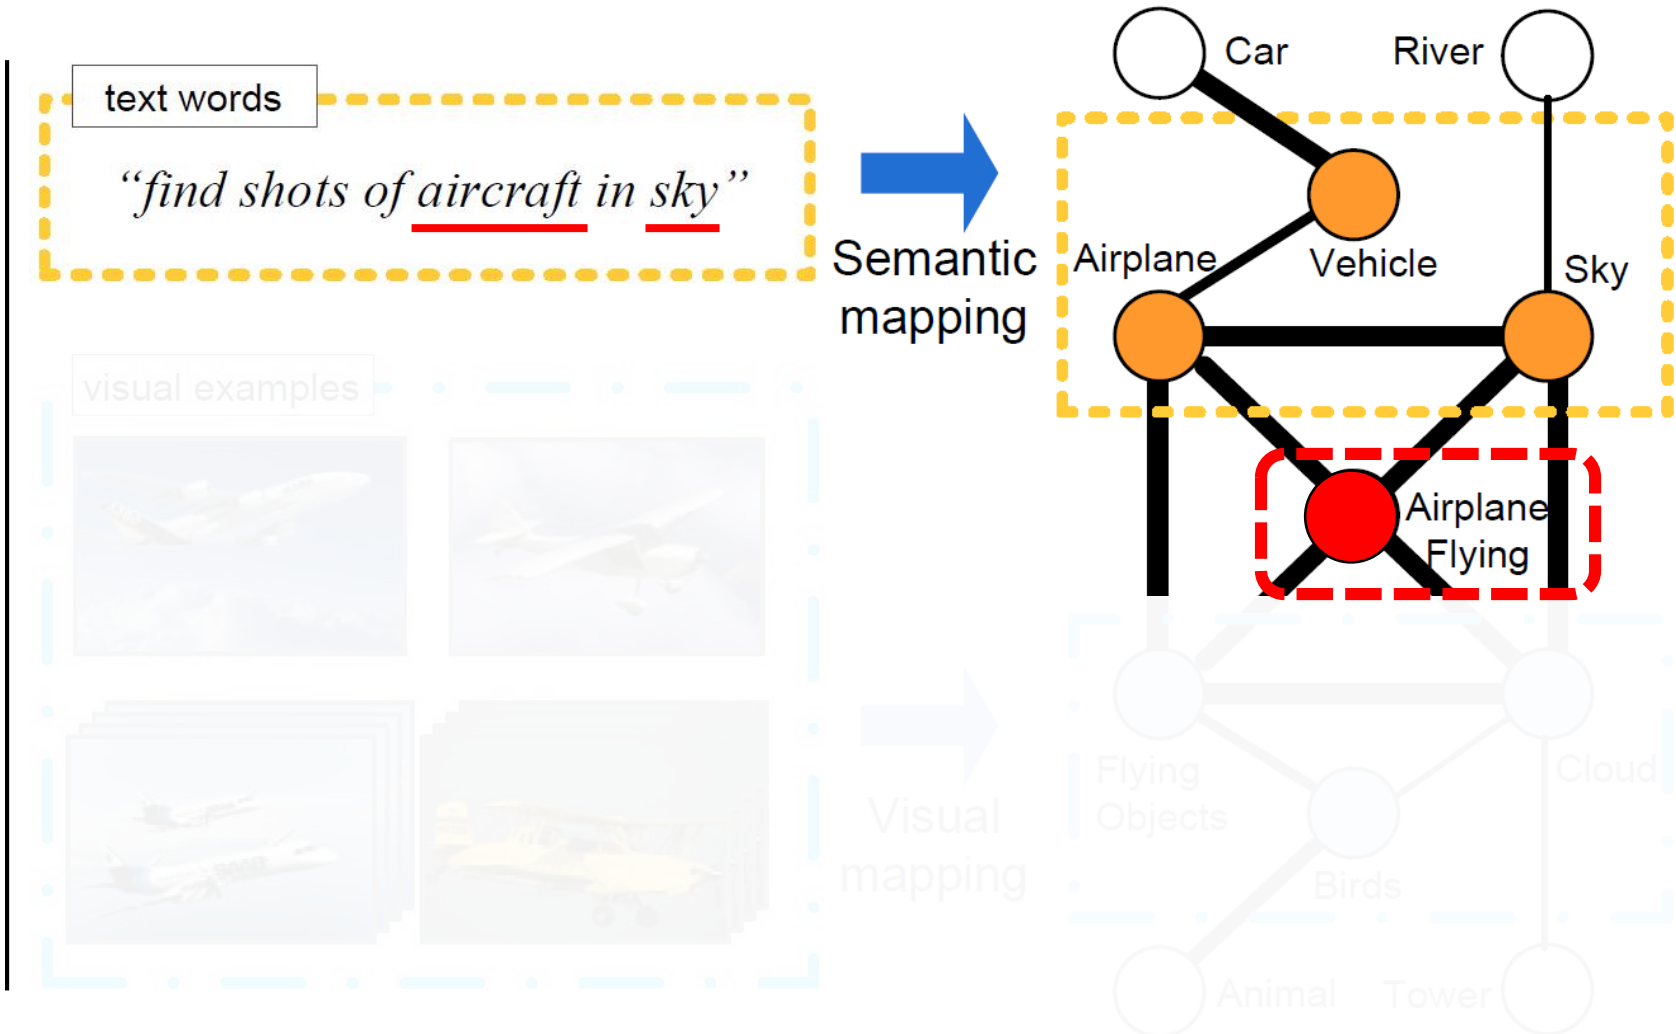 text words
“find shots of aircraft in sky”
Semantic
mapping
Car
River
Airplane
Vehicle
Sky
Airplane
Flying
visual examples
Visual
mapping
Flying
Objects
Cloud
Birds
Animal
Tower